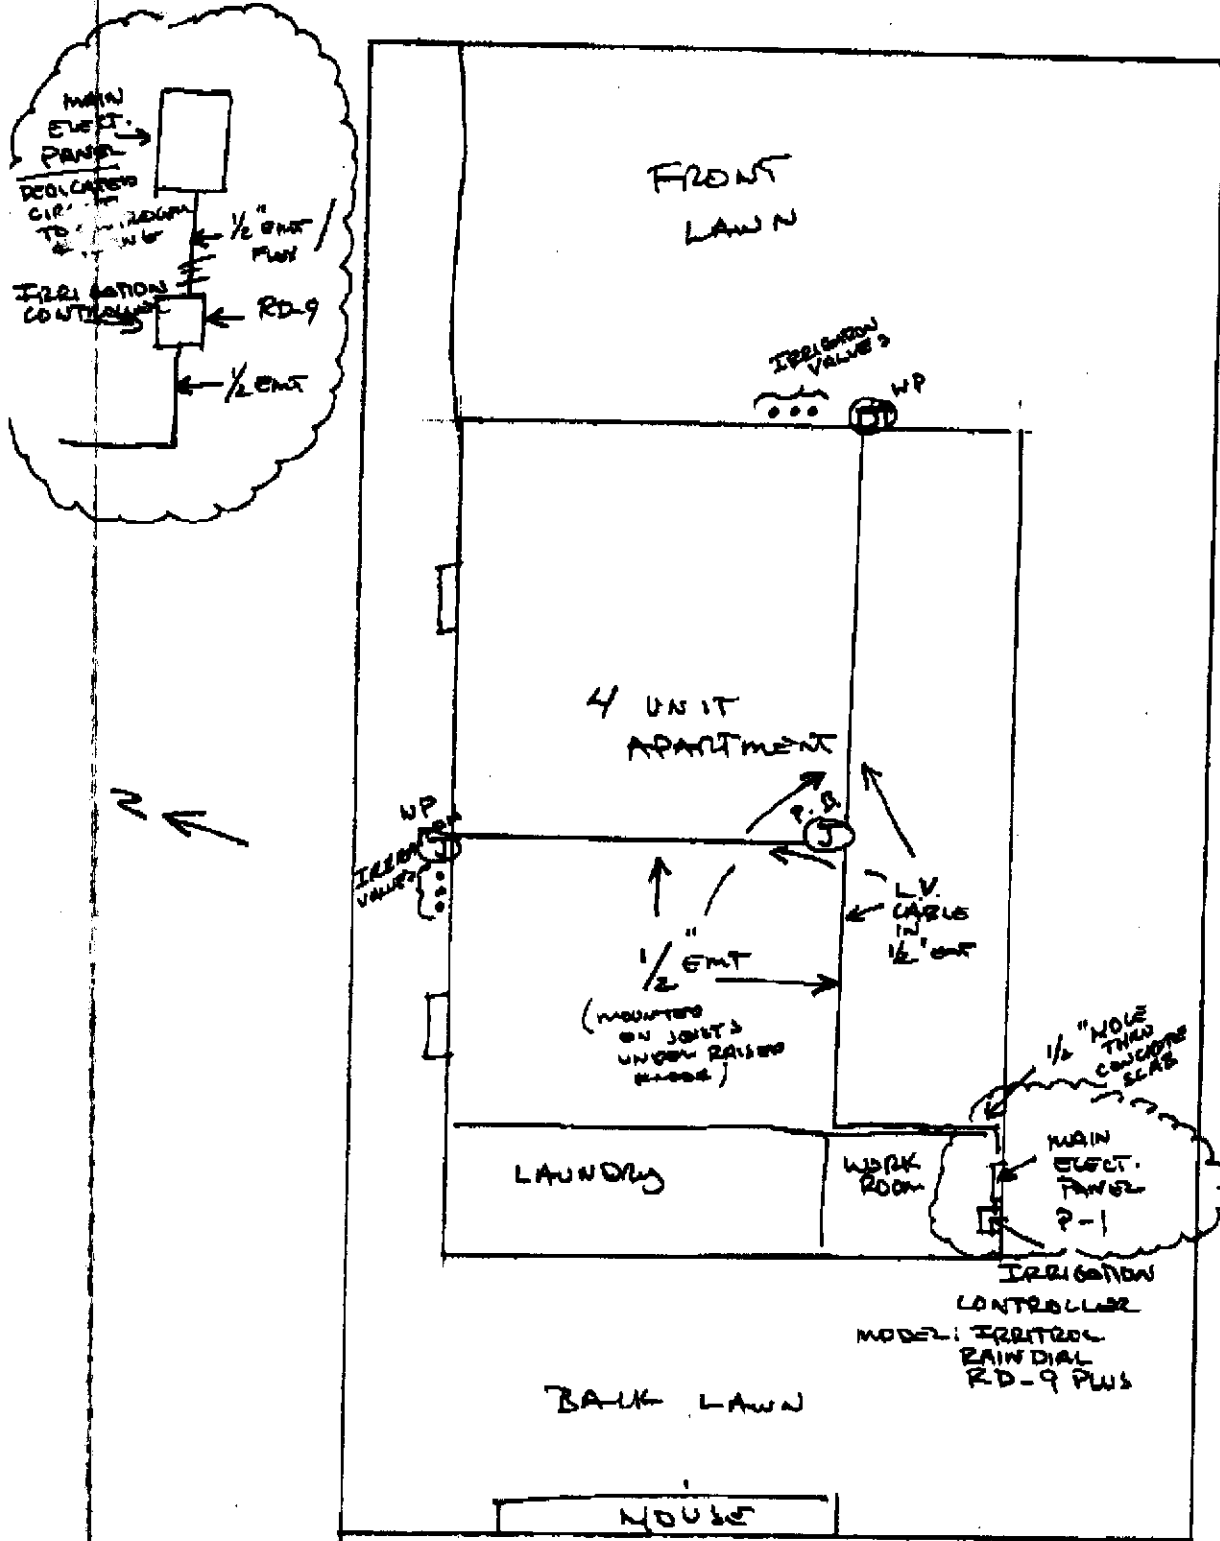 MAIN
ELECT.
PANEL
DEDICATED
TO
1/2" EMT
FLEX
IRRIGATION
CONTROLLER
RD-9
1/2 EMT
FRONT
LAWN
IRRIGATION
VALVES
WP
4 UNIT
APARTMENT
WP
P.B.
J
J
IRRIGATION
VALVES
N
L.V.
CABLE
IN
1/2" EMT
1/2" EMT
(MOUNTED
ON JOISTS
UNDER RAISED
FLOOR)
1/2" HOLE
THRU
CONCRETE
SLAB
LAUNDRY
WORK
ROOM
MAIN
ELECT.
PANEL
P-1
IRRIGATION
CONTROLLER
MODEL: IRRITROL
RAIN DIAL
RD-9 PLUS
BACK LAWN
HOUSE